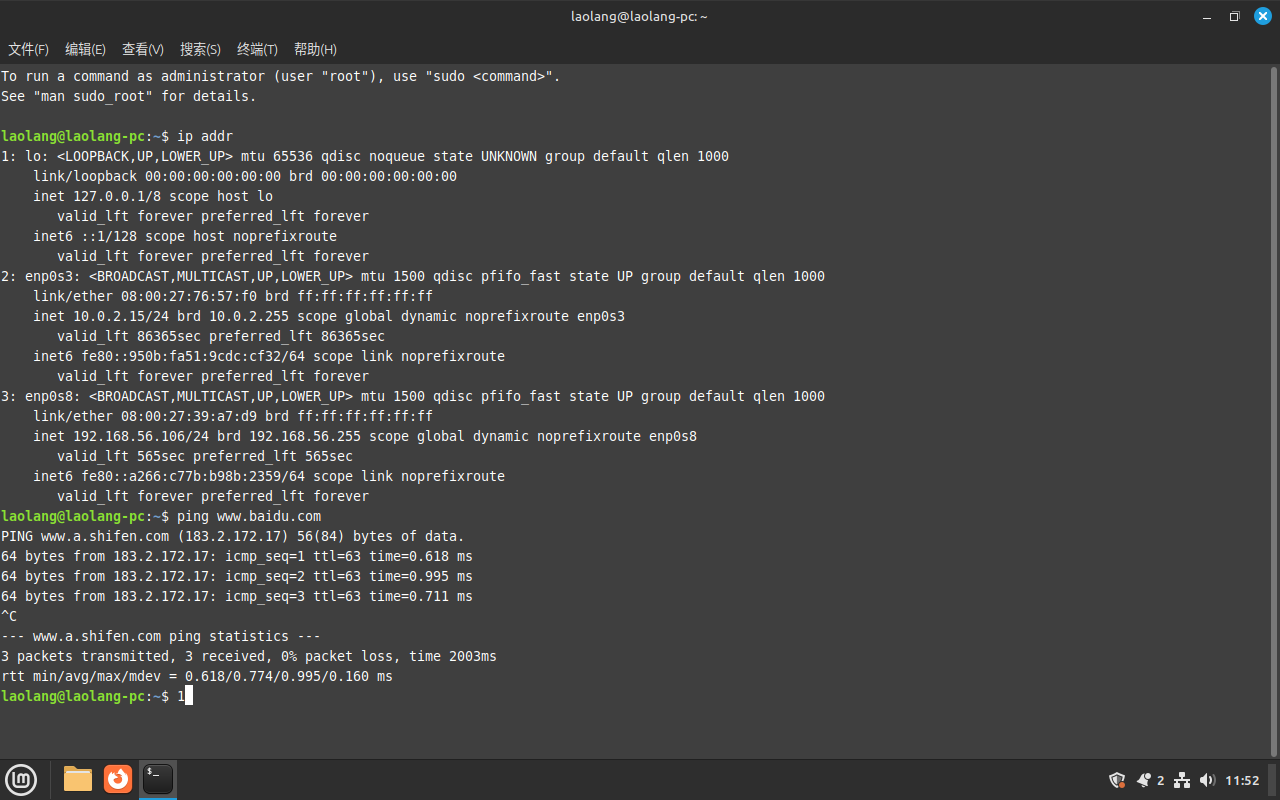 laolang@laolang-pc: ~
文件(F) 编辑(E) 查看(V) 搜索(S) 终端(T) 帮助(H)
To run a command as administrator (user "root"), use "sudo <command>".
See "man sudo_root" for details.
laolang@laolang-pc:~$ ip addr
1: lo: <LOOPBACK,UP,LOWER_UP> mtu 65536 qdisc noqueue state UNKNOWN group default qlen 1000
    link/loopback 00:00:00:00:00:00 brd 00:00:00:00:00:00
    inet 127.0.0.1/8 scope host lo
       valid_lft forever preferred_lft forever
    inet6 ::1/128 scope host noprefixroute
       valid_lft forever preferred_lft forever
2: enp0s3: <BROADCAST,MULTICAST,UP,LOWER_UP> mtu 1500 qdisc pfifo_fast state UP group default qlen 1000
    link/ether 08:00:27:76:57:f0 brd ff:ff:ff:ff:ff:ff
    inet 10.0.2.15/24 brd 10.0.2.255 scope global dynamic noprefixroute enp0s3
       valid_lft 86365sec preferred_lft 86365sec
    inet6 fe80::950b:fa51:9cdc:cf32/64 scope link noprefixroute
       valid_lft forever preferred_lft forever
3: enp0s8: <BROADCAST,MULTICAST,UP,LOWER_UP> mtu 1500 qdisc pfifo_fast state UP group default qlen 1000
    link/ether 08:00:27:39:a7:d9 brd ff:ff:ff:ff:ff:ff
    inet 192.168.56.106/24 brd 192.168.56.255 scope global dynamic noprefixroute enp0s8
       valid_lft 565sec preferred_lft 565sec
    inet6 fe80::a266:c77b:b98b:2359/64 scope link noprefixroute
       valid_lft forever preferred_lft forever
laolang@laolang-pc:~$ ping www.baidu.com
PING www.a.shifen.com (183.2.172.17) 56(84) bytes of data.
64 bytes from 183.2.172.17: icmp_seq=1 ttl=63 time=0.618 ms
64 bytes from 183.2.172.17: icmp_seq=2 ttl=63 time=0.995 ms
64 bytes from 183.2.172.17: icmp_seq=3 ttl=63 time=0.711 ms
^C
--- www.a.shifen.com ping statistics ---
3 packets transmitted, 3 received, 0% packet loss, time 2003ms
rtt min/avg/max/mdev = 0.618/0.774/0.995/0.160 ms
laolang@laolang-pc:~$ 1
lm $_ 2 11:52